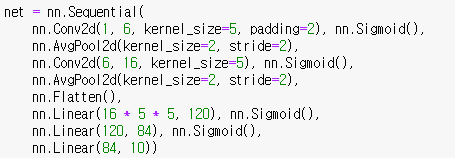 net = nn.Sequential(
    nn.Conv2d(1, 6, kernel_size=5, padding=2), nn.Sigmoid(),
    nn.AvgPool2d(kernel_size=2, stride=2),
    nn.Conv2d(6, 16, kernel_size=5), nn.Sigmoid(),
    nn.AvgPool2d(kernel_size=2, stride=2),
    nn.Flatten(),
    nn.Linear(16 * 5 * 5, 120), nn.Sigmoid(),
    nn.Linear(120, 84), nn.Sigmoid(),
    nn.Linear(84, 10))